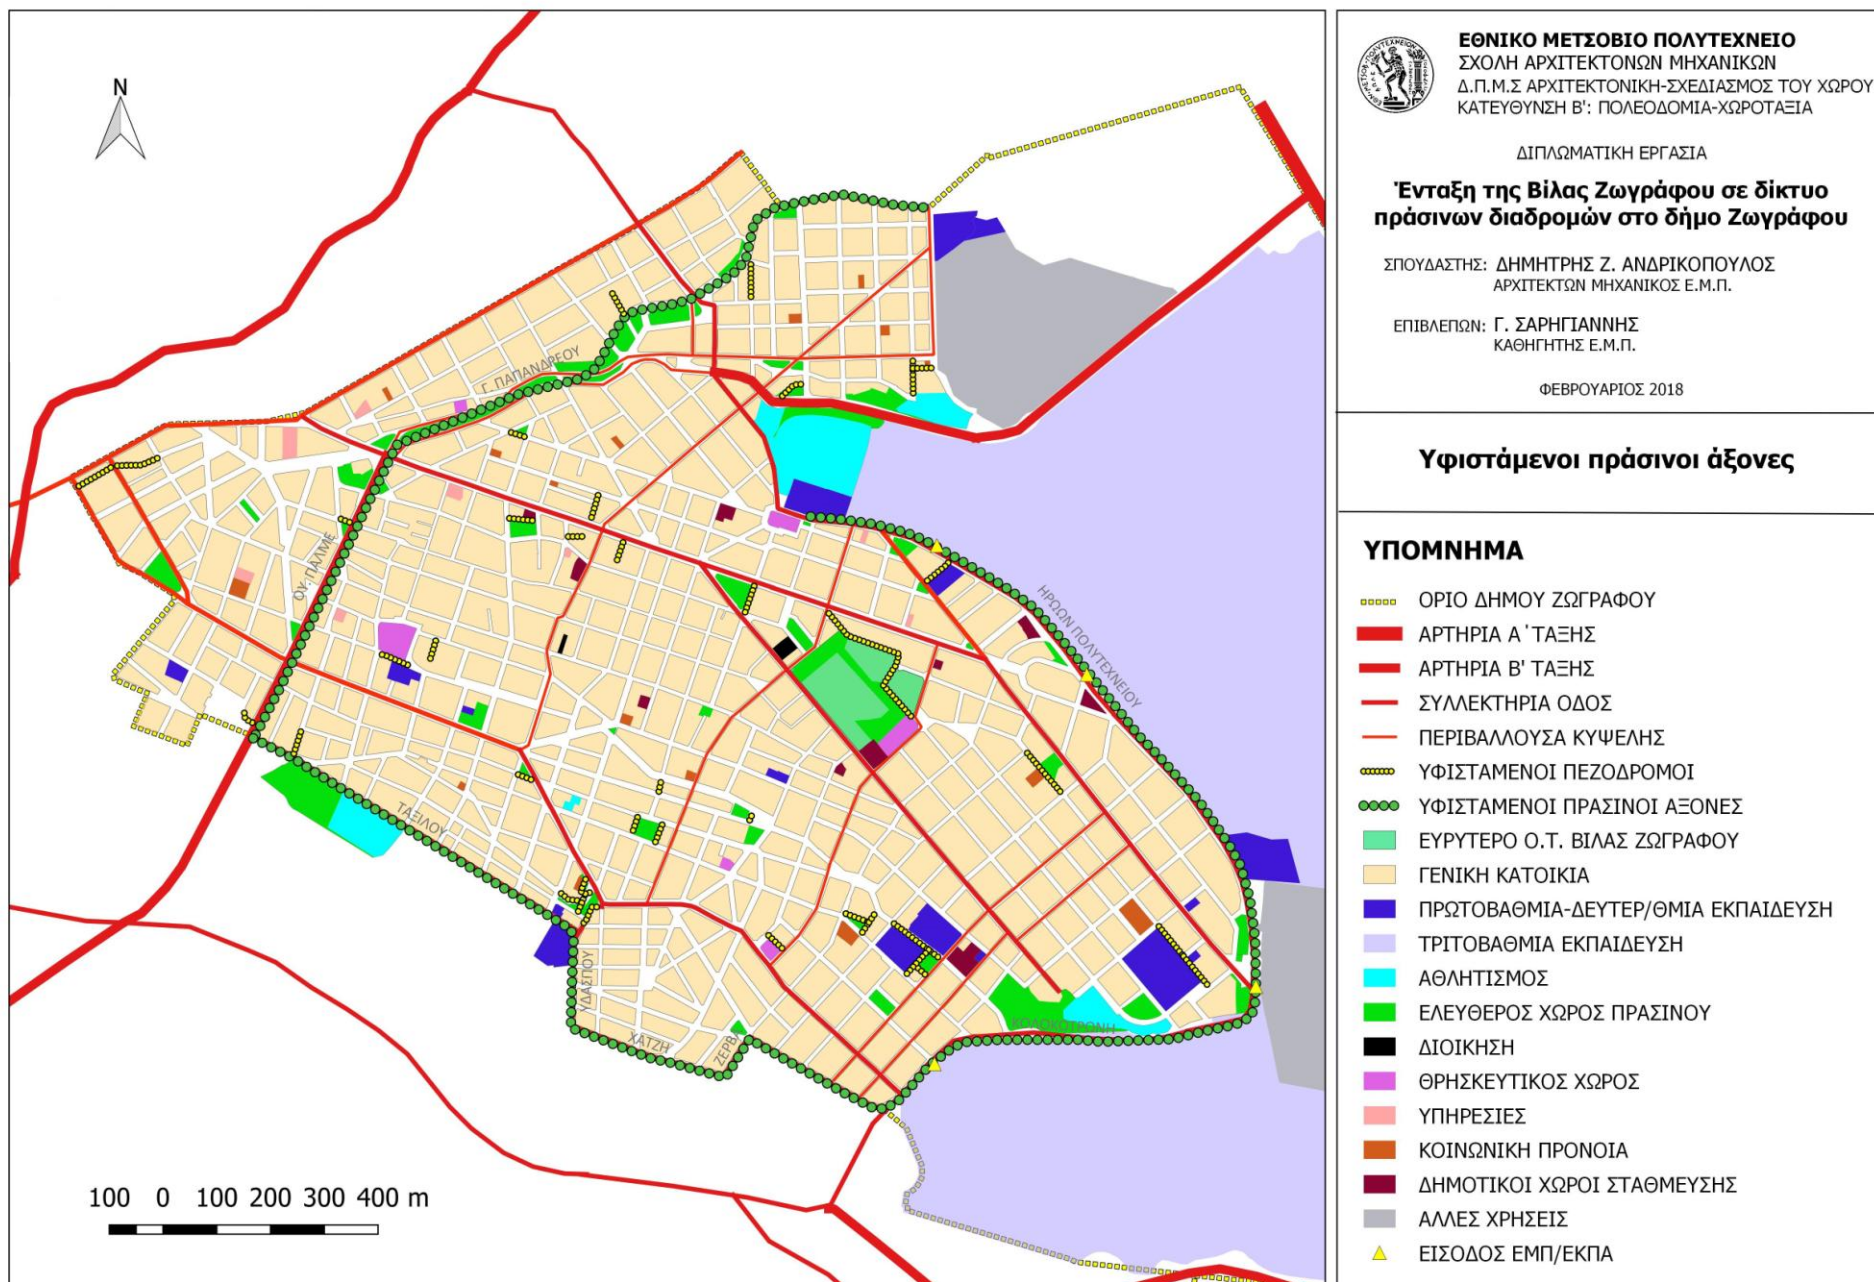 N
Γ. ΠΑΠΑΝΔΡΕΟΥ
ΟΥ. ΠΑΛΜΕ
ΗΡΩΩΝ ΠΟΛΥΤΕΧΝΕΙΟΥ
ΤΑΞΙΛΟΥ
ΥΔΑΣΠΟΥ
ΧΑΤΖΗ
ΖΕΡΒΑ
ΚΟΛΟΚΟΤΡΩΝΗ
100 0 100 200 300 400 m
ΕΘΝΙΚΟ ΜΕΤΣΟΒΙΟ ΠΟΛΥΤΕΧΝΕΙΟ
ΣΧΟΛΗ ΑΡΧΙΤΕΚΤΟΝΩΝ ΜΗΧΑΝΙΚΩΝ
Δ.Π.Μ.Σ ΑΡΧΙΤΕΚΤΟΝΙΚΗ-ΣΧΕΔΙΑΣΜΟΣ ΤΟΥ ΧΩΡΟΥ
ΚΑΤΕΥΘΥΝΣΗ Β': ΠΟΛΕΟΔΟΜΙΑ-ΧΩΡΟΤΑΞΙΑ
ΔΙΠΛΩΜΑΤΙΚΗ ΕΡΓΑΣΙΑ
Ένταξη της Βίλας Ζωγράφου σε δίκτυο
πράσινων διαδρομών στο δήμο Ζωγράφου
ΣΠΟΥΔΑΣΤΗΣ: ΔΗΜΗΤΡΗΣ Ζ. ΑΝΔΡΙΚΟΠΟΥΛΟΣ
ΑΡΧΙΤΕΚΤΩΝ ΜΗΧΑΝΙΚΟΣ Ε.Μ.Π.
ΕΠΙΒΛΕΠΩΝ: Γ. ΣΑΡΗΓΙΑΝΝΗΣ
ΚΑΘΗΓΗΤΗΣ Ε.Μ.Π.
ΦΕΒΡΟΥΑΡΙΟΣ 2018
Υφιστάμενοι πράσινοι άξονες
ΥΠΟΜΝΗΜΑ
ΟΡΙΟ ΔΗΜΟΥ ΖΩΓΡΑΦΟΥ
ΑΡΤΗΡΙΑ Α΄ΤΑΞΗΣ
ΑΡΤΗΡΙΑ Β' ΤΑΞΗΣ
ΣΥΛΛΕΚΤΗΡΙΑ ΟΔΟΣ
ΠΕΡΙΒΑΛΛΟΥΣΑ ΚΥΨΕΛΗΣ
ΥΦΙΣΤΑΜΕΝΟΙ ΠΕΖΟΔΡΟΜΟΙ
ΥΦΙΣΤΑΜΕΝΟΙ ΠΡΑΣΙΝΟΙ ΑΞΟΝΕΣ
ΕΥΡΥΤΕΡΟ Ο.Τ. ΒΙΛΑΣ ΖΩΓΡΑΦΟΥ
ΓΕΝΙΚΗ ΚΑΤΟΙΚΙΑ
ΠΡΩΤΟΒΑΘΜΙΑ-ΔΕΥΤΕΡ/ΘΜΙΑ ΕΚΠΑΙΔΕΥΣΗ
ΤΡΙΤΟΒΑΘΜΙΑ ΕΚΠΑΙΔΕΥΣΗ
ΑΘΛΗΤΙΣΜΟΣ
ΕΛΕΥΘΕΡΟΣ ΧΩΡΟΣ ΠΡΑΣΙΝΟΥ
ΔΙΟΙΚΗΣΗ
ΘΡΗΣΚΕΥΤΙΚΟΣ ΧΩΡΟΣ
ΥΠΗΡΕΣΙΕΣ
ΚΟΙΝΩΝΙΚΗ ΠΡΟΝΟΙΑ
ΔΗΜΟΤΙΚΟΙ ΧΩΡΟΙ ΣΤΑΘΜΕΥΣΗΣ
ΑΛΛΕΣ ΧΡΗΣΕΙΣ
ΕΙΣΟΔΟΣ ΕΜΠ/ΕΚΠΑ